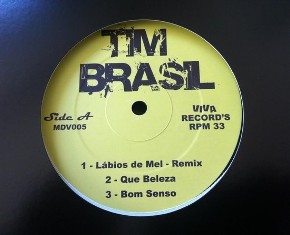 TIM
BRASIL
Side A
MDV005
VIVA
RECORD'S
RPM 33
1 - Lábios de Mel - Remix
2 - Que Beleza
3 - Bom Senso